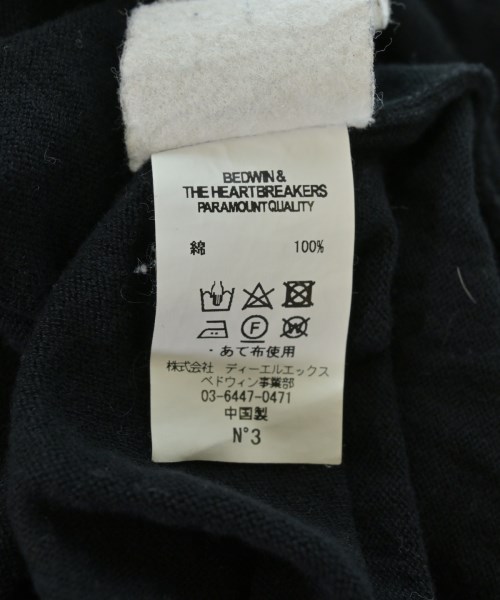 BEDWIN &
THE HEARTBREAKERS
PARAMOUNT QUALITY
綿 100%
F W
・あて布使用
株式会社 ディーエルエックス
ベドウィン事業部
03-6447-0471
中国製
N°3